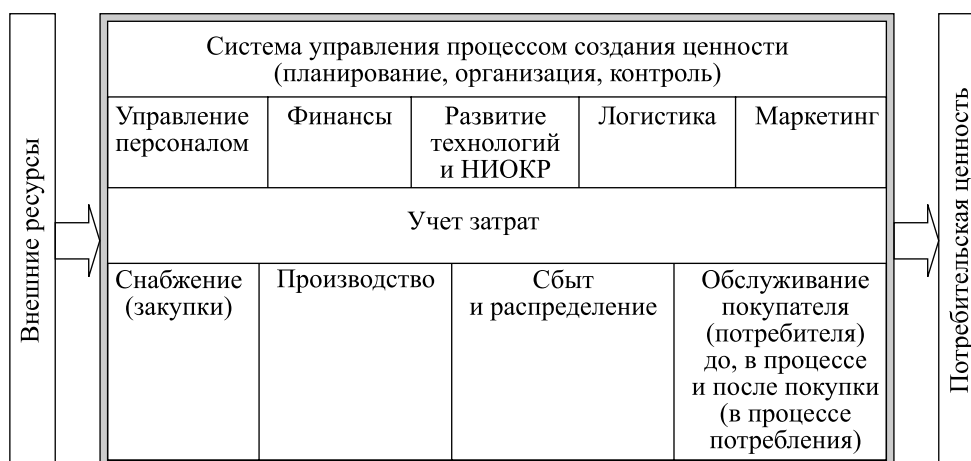 Внешние ресурсы
Система управления процессом создания ценности
(планирование, организация, контроль)
Управление
персоналом
Финансы
Развитие
технологий
и НИОКР
Логистика
Маркетинг
Учет затрат
Снабжение
(закупки)
Производство
Сбыт
и распределение
Обслуживание
покупателя
(потребителя)
до, в процессе
и после покупки
(в процессе
потребления)
Потребительская ценность